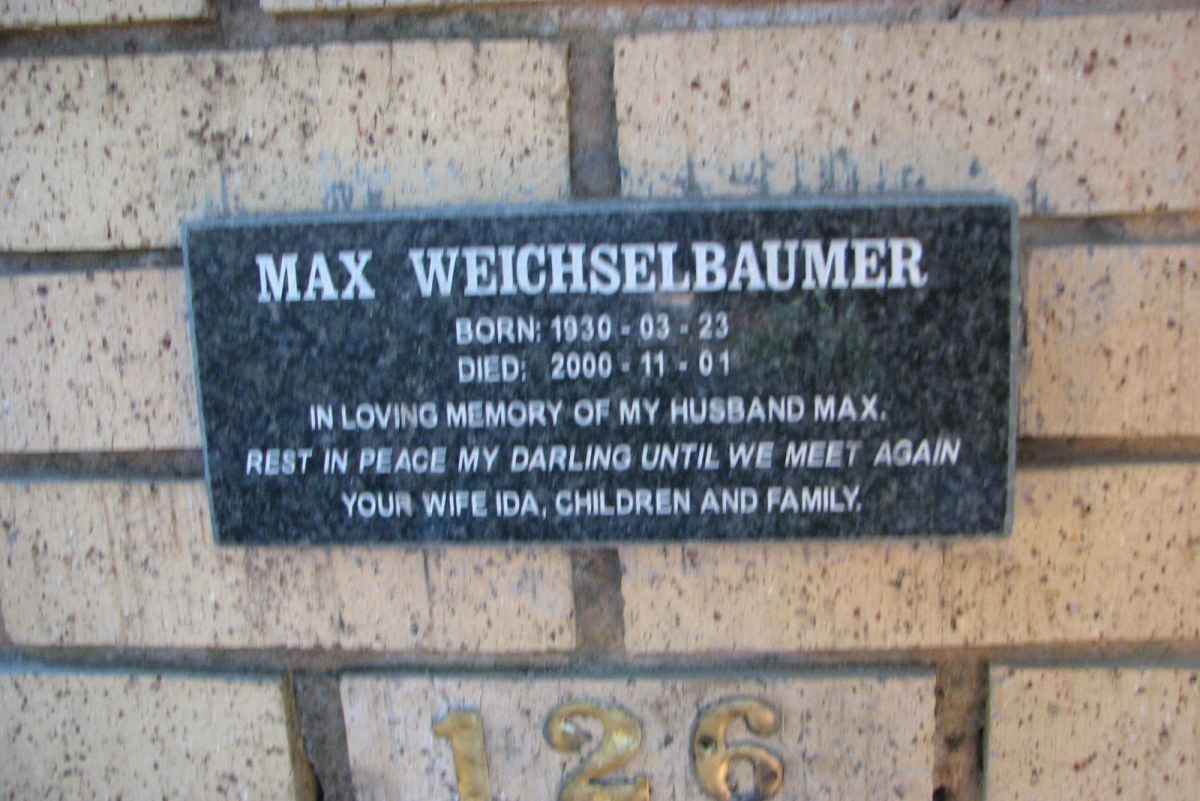 MAX WEICHSELBAUMER
BORN: 1930 - 03 - 23
DIED: 2000 - 11 - 01
IN LOVING MEMORY OF MY HUSBAND MAX.
REST IN PEACE MY DARLING UNTIL WE MEET AGAIN
YOUR WIFE IDA, CHILDREN AND FAMILY.
126